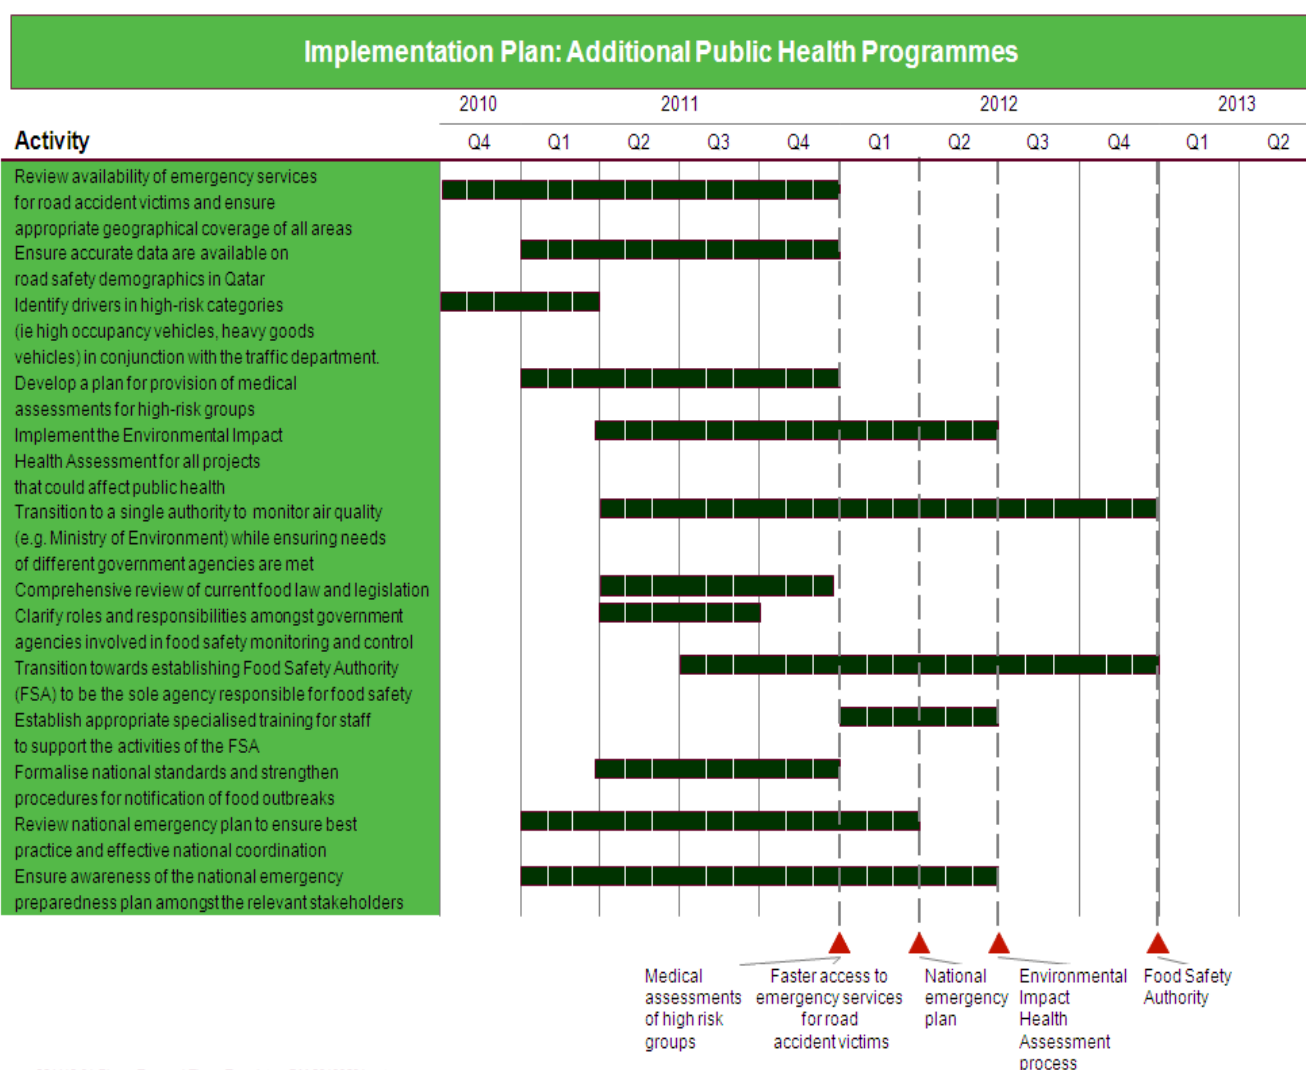 Implementation Plan: Additional Public Health Programmes
2010 2011 2012 2013
Activity Q4 Q1 Q2 Q3 Q4 Q1 Q2 Q3 Q4 Q1 Q2
Review availability of emergency services
for road accident victims and ensure
appropriate geographical coverage of all areas
Ensure accurate data are available on
road safety demographics in Qatar
Identify drivers in high-risk categories
(ie high occupancy vehicles, heavy goods
vehicles) in conjunction with the traffic department.
Develop a plan for provision of medical
assessments for high-risk groups
Implement the Environmental Impact
Health Assessment for all projects
that could affect public health
Transition to a single authority to monitor air quality
(e.g. Ministry of Environment) while ensuring needs
of different government agencies are met
Comprehensive review of current food law and legislation
Clarify roles and responsibilities amongst government
agencies involved in food safety monitoring and control
Transition towards establishing Food Safety Authority
(FSA) to be the sole agency responsible for food safety
Establish appropriate specialised training for staff
to support the activities of the FSA
Formalise national standards and strengthen
procedures for notification of food outbreaks
Review national emergency plan to ensure best
practice and effective national coordination
Ensure awareness of the national emergency
preparedness plan amongst the relevant stakeholders
Medical
assessments
of high risk
groups
Faster access to
emergency services
for road
accident victims
National
emergency
plan
Environmental
Impact
Health
Assessment
process
Food Safety
Authority